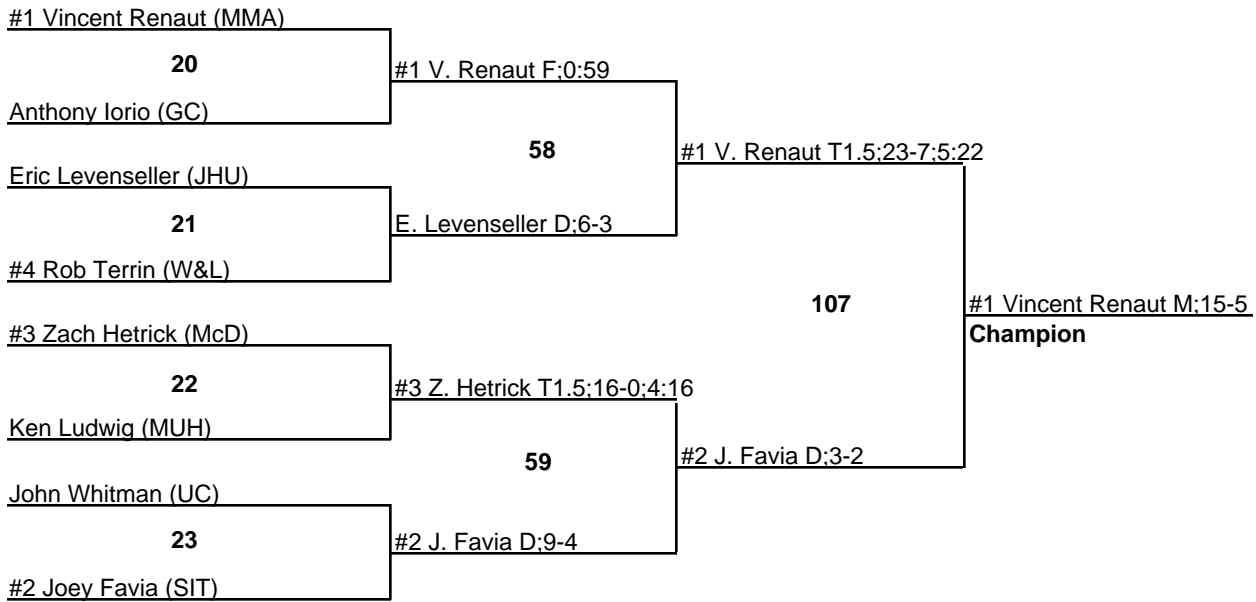 #1 Vincent Renaut (MMA)
20
#1 V. Renaut F;0:59
Anthony Iorio (GC)
58
#1 V. Renaut T1.5;23-7;5:22
Eric Levenseller (JHU)
21
E. Levenseller D;6-3
#4 Rob Terrin (W&L)
107
#1 Vincent Renaut M;15-5
Champion
#3 Zach Hetrick (McD)
22
#3 Z. Hetrick T1.5;16-0;4:16
Ken Ludwig (MUH)
59
#2 J. Favia D;3-2
John Whitman (UC)
23
#2 J. Favia D;9-4
#2 Joey Favia (SIT)